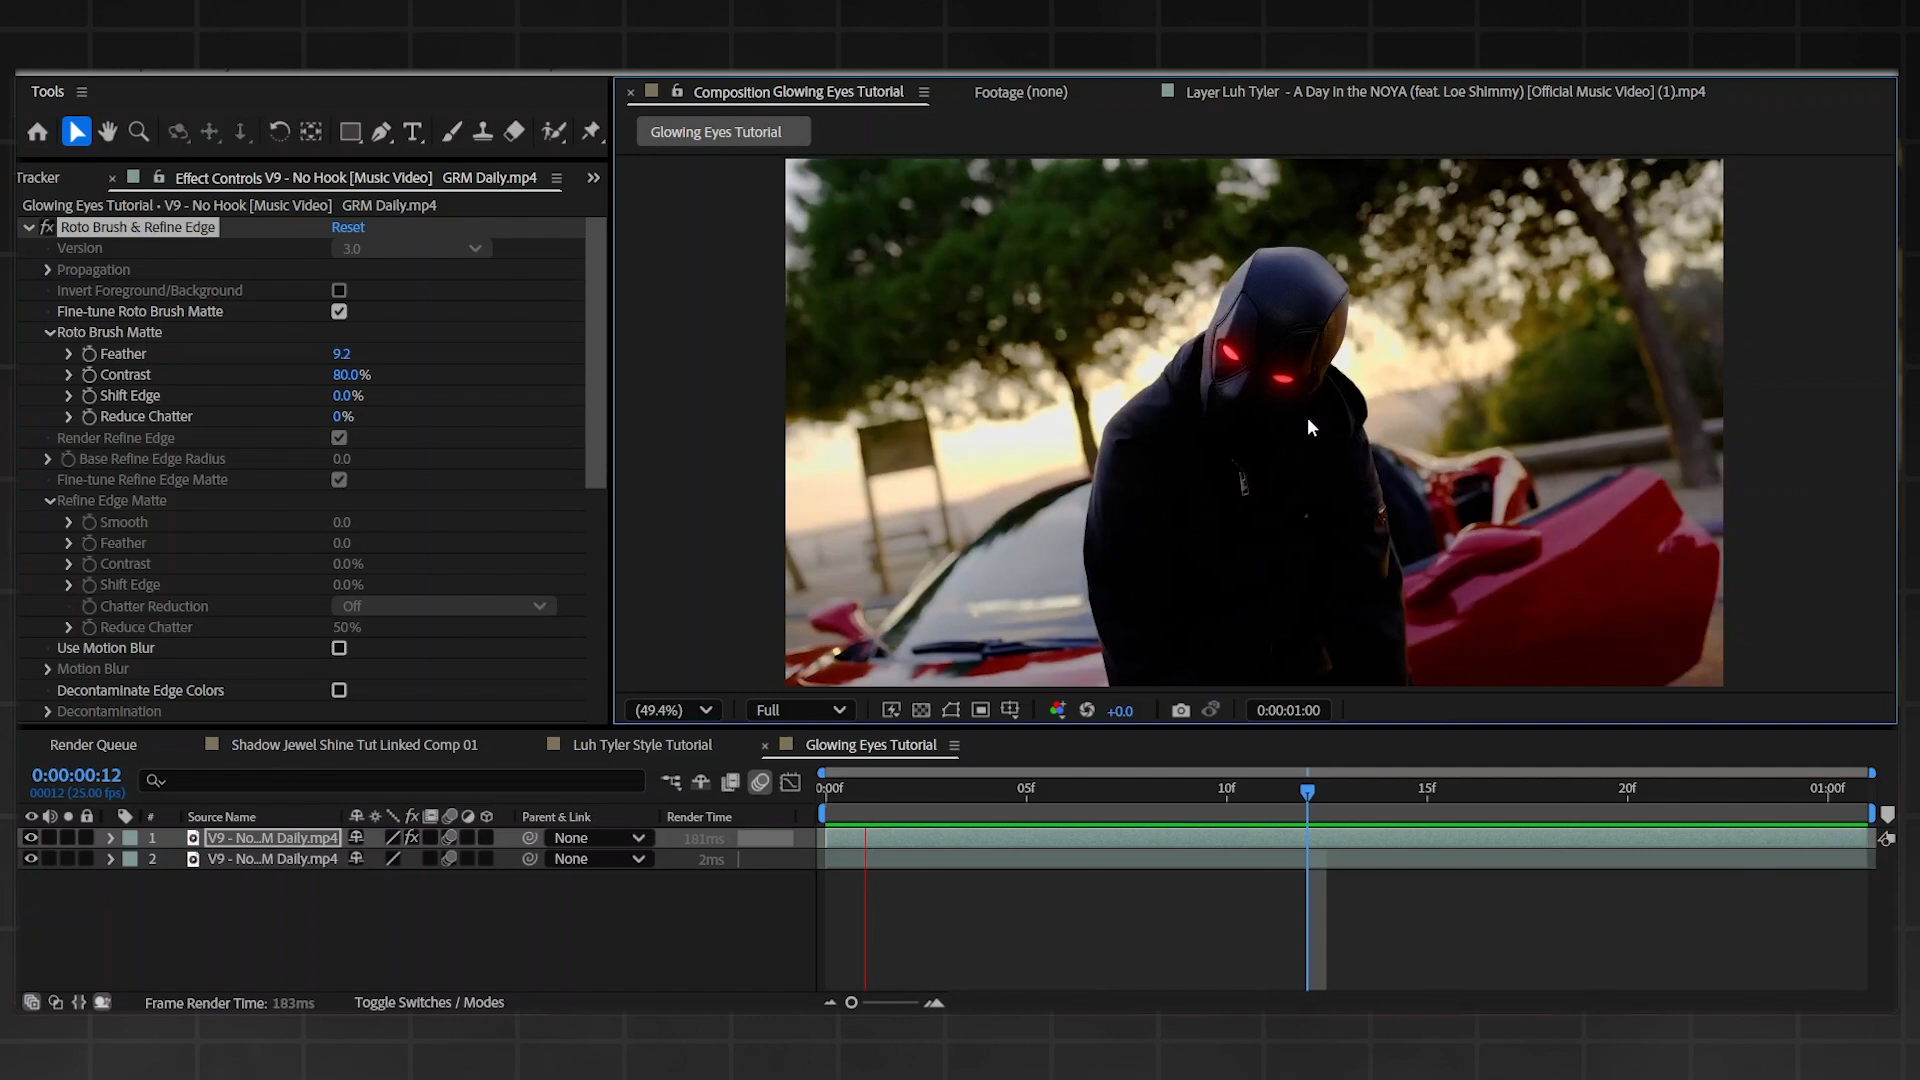 Tools
Composition Glowing Eyes Tutorial
Footage (none)
Layer Luh Tyler - A Day in the NOYA (feat. Loe Shimmy) [Official Music Video] (1).mp4
Glowing Eyes Tutorial
Tracker
Effect Controls V9 - No Hook [Music Video] GRM Daily.mp4
Glowing Eyes Tutorial • V9 - No Hook [Music Video] GRM Daily.mp4
fx Roto Brush & Refine Edge Reset
Version 3.0
Propagation
Invert Foreground/Background
Fine-tune Roto Brush Matte
Roto Brush Matte
Feather 9.2
Contrast 80.0%
Shift Edge 0.0%
Reduce Chatter 0%
Render Refine Edge
Base Refine Edge Radius 0.0
Fine-tune Refine Edge Matte
Refine Edge Matte
Smooth 0.0
Feather 0.0
Contrast 0.0%
Shift Edge 0.0%
Chatter Reduction Off
Reduce Chatter 50%
Use Motion Blur
Motion Blur
Decontaminate Edge Colors
Decontamination
(49.4%) Full +0.0 0:00:01:00
Render Queue
Shadow Jewel Shine Tut Linked Comp 01
Luh Tyler Style Tutorial
Glowing Eyes Tutorial
0:00:00:12
00012 (25.00 fps)
0:00f 05f 10f 15f 20f 01:00f
# Source Name fx Parent & Link Render Time
1 V9 - No...M Daily.mp4 fx None 181ms
2 V9 - No...M Daily.mp4 None 2ms
Frame Render Time: 183ms
Toggle Switches / Modes